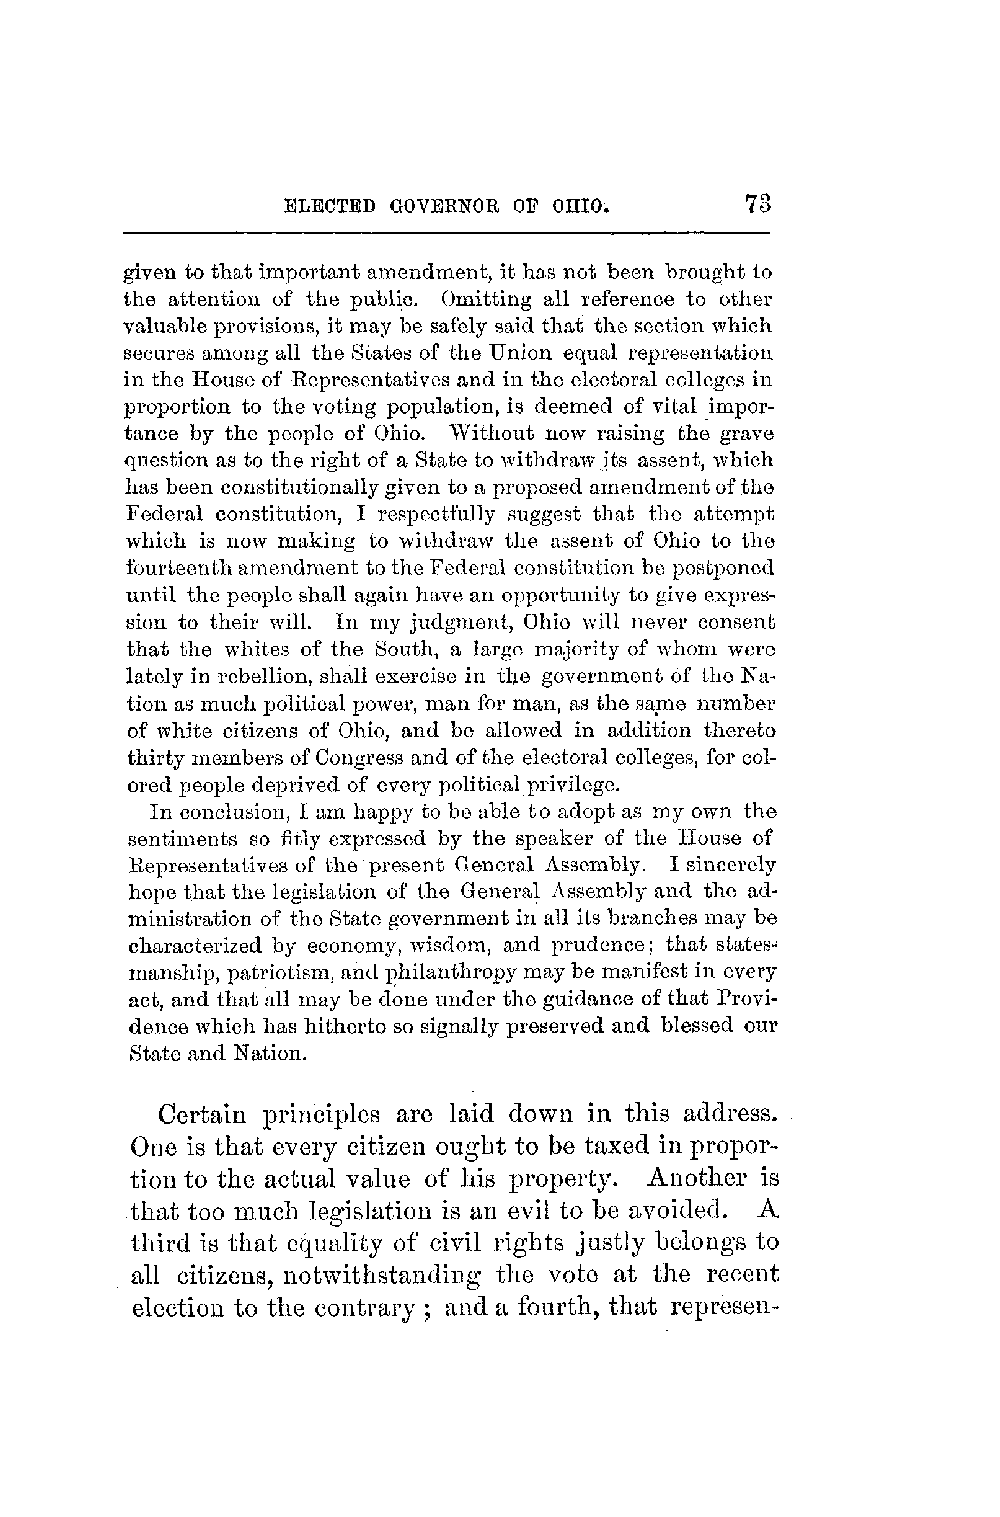 ELECTED GOVERNOR OF OHIO. 73
given to that important amendment, it has not been brought to
the attention of the public. Omitting all reference to other
valuable provisions, it may be safely said that the section which
secures among all the States of the Union equal representation
in the House of Representatives and in the electoral colleges in
proportion to the voting population, is deemed of vital impor-
tance by the people of Ohio. Without now raising the grave
question as to the right of a State to withdraw its assent, which
has been constitutionally given to a proposed amendment of the
Federal constitution, I respectfully suggest that the attempt
which is now making to withdraw the assent of Ohio to the
fourteenth amendment to the Federal constitution be postponed
until the people shall again have an opportunity to give expres-
sion to their will. In my judgment, Ohio will never consent
that the whites of the South, a large majority of whom were
lately in rebellion, shall exercise in the government of the Na-
tion as much political power, man for man, as the same number
of white citizens of Ohio, and be allowed in addition thereto
thirty members of Congress and of the electoral colleges, for col-
ored people deprived of every political privilege.
In conclusion, I am happy to be able to adopt as my own the
sentiments so fitly expressed by the speaker of the House of
Representatives of the present General Assembly. I sincerely
hope that the legislation of the General Assembly and the ad-
ministration of the State government in all its branches may be
characterized by economy, wisdom, and prudence; that states-
manship, patriotism, and philanthropy may be manifest in every
act, and that all may be done under the guidance of that Provi-
dence which has hitherto so signally preserved and blessed our
State and Nation.
Certain principles are laid down in this address.
One is that every citizen ought to be taxed in propor-
tion to the actual value of his property. Another is
that too much legislation is an evil to be avoided. A
third is that equality of civil rights justly belongs to
all citizens, notwithstanding the vote at the recent
election to the contrary ; and a fourth, that represen-